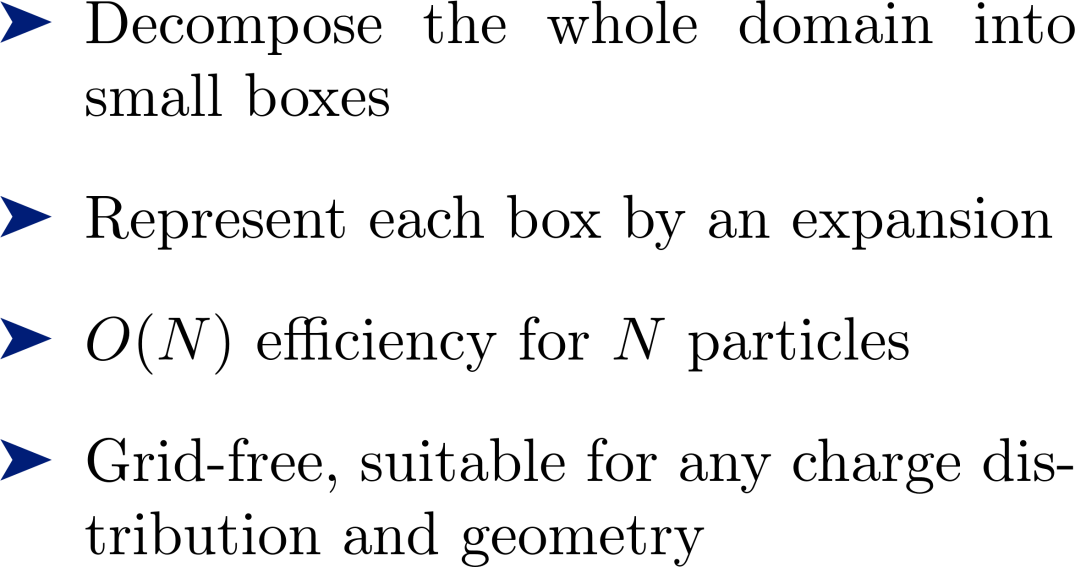 ➤ Decompose the whole domain into
small boxes
➤ Represent each box by an expansion
➤ O(N) efficiency for N particles
➤ Grid-free, suitable for any charge dis-
tribution and geometry